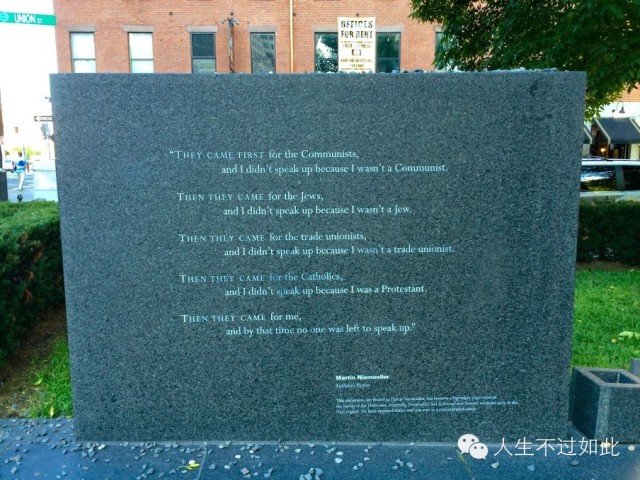 UNION ST
OFFICES
FOR RENT
"THEY CAME FIRST for the Communists,
and I didn't speak up because I wasn't a Communist.
THEN THEY CAME for the Jews,
and I didn't speak up because I wasn't a Jew.
THEN THEY CAME for the trade unionists,
and I didn't speak up because I wasn't a trade unionist.
THEN THEY CAME for the Catholics,
and I didn't speak up because I was a Protestant.
THEN THEY CAME for me,
and by that time no one was left to speak up."
Martin Niemoeller
人生不过如此